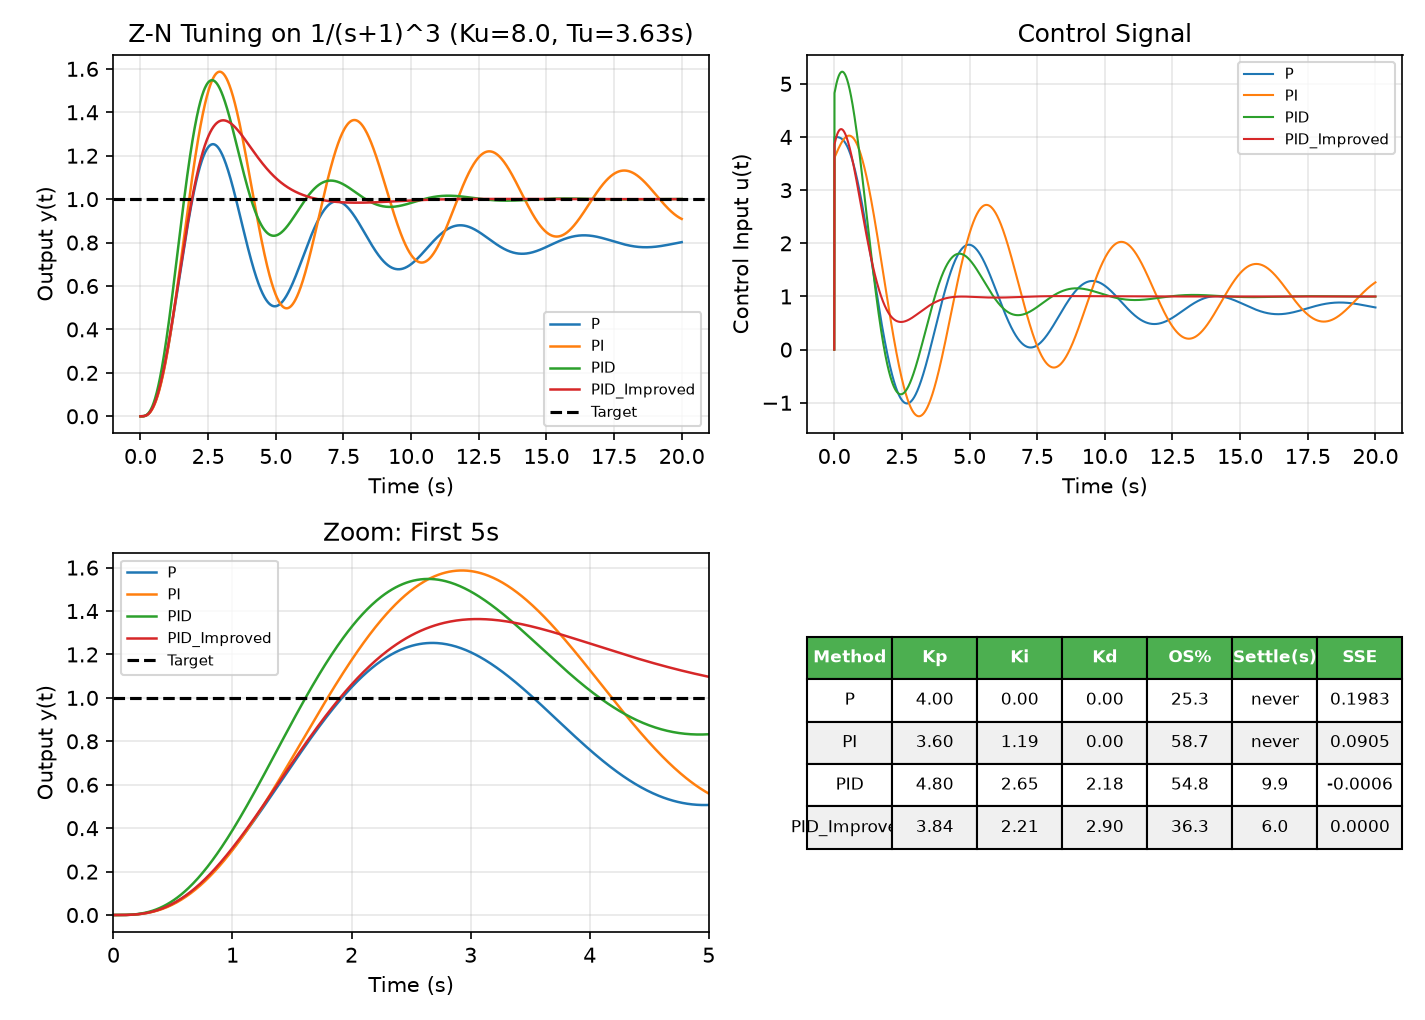 Z-N Tuning on 1/(s+1)^3 (Ku=8.0, Tu=3.63s)
Output y(t)
1.6
1.4
1.2
1.0
0.8
0.6
0.4
0.2
0.0
P
PI
PID
PID_Improved
Target
0.0 2.5 5.0 7.5 10.0 12.5 15.0 17.5 20.0
Time (s)
Control Signal
Control Input u(t)
5
4
3
2
1
0
−1
P
PI
PID
PID_Improved
0.0 2.5 5.0 7.5 10.0 12.5 15.0 17.5 20.0
Time (s)
Zoom: First 5s
Output y(t)
1.6
1.4
1.2
1.0
0.8
0.6
0.4
0.2
0.0
P
PI
PID
PID_Improved
Target
0 1 2 3 4 5
Time (s)
Method Kp Ki Kd OS% Settle(s) SSE
P 4.00 0.00 0.00 25.3 never 0.1983
PI 3.60 1.19 0.00 58.7 never 0.0905
PID 4.80 2.65 2.18 54.8 9.9 -0.0006
PID_Improve 3.84 2.21 2.90 36.3 6.0 0.0000